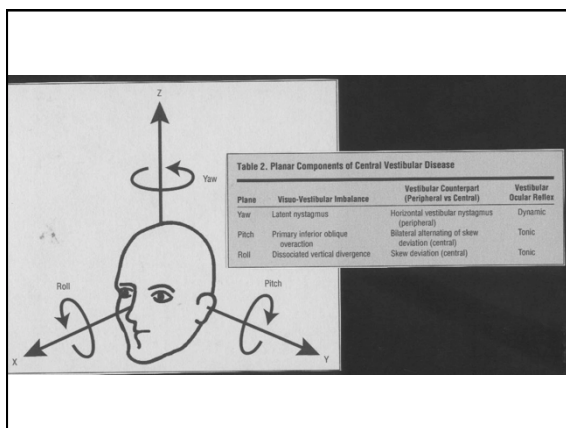 Z
Yaw
Roll
Pitch
X
Y
Table 2. Planar Components of Central Vestibular Disease
Plane Visuo-Vestibular Imbalance Vestibular Counterpart (Peripheral vs Central) Vestibular Ocular Reflex
Yaw Latent nystagmus Horizontal vestibular nystagmus (peripheral) Dynamic
Pitch Primary inferior oblique overaction Bilateral alternating of skew deviation (central) Tonic
Roll Dissociated vertical divergence Skew deviation (central) Tonic